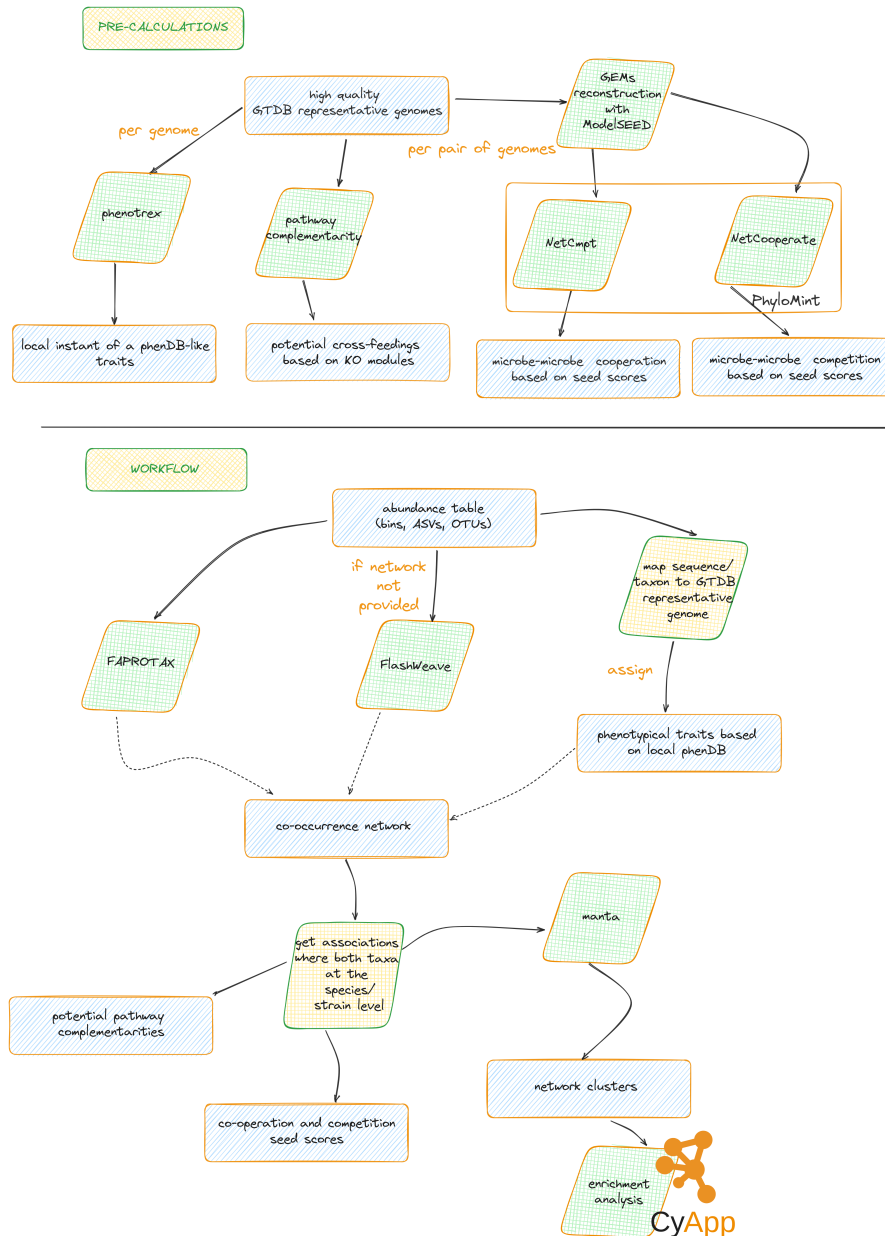 PRE-CALCULATIONS
high quality
GTDB representative genomes
GEMs
reconstruction
with
ModelSEED
per genome
per pair of genomes
phenotrex
pathway
complementarity
NetCmpt
NetCooperate
PhyloMint
local instant of a phenDB-like
traits
potential cross-feedings
based on KO modules
microbe-microbe cooperation
based on seed scores
microbe-microbe competition
based on seed scores
WORKFLOW
abundance table
(bins, ASVs, OTUs)
if network
not
provided
map sequence/
taxon to GTDB
representative
genome
FAPROTAX
FlashWeave
assign
phenotypical traits based
on local phenDB
co-occurrence network
manta
get associations
where both taxa
at the
species/
strain level
potential pathway
complementarities
network clusters
co-operation and competition
seed scores
enrichment
analysis
CyApp